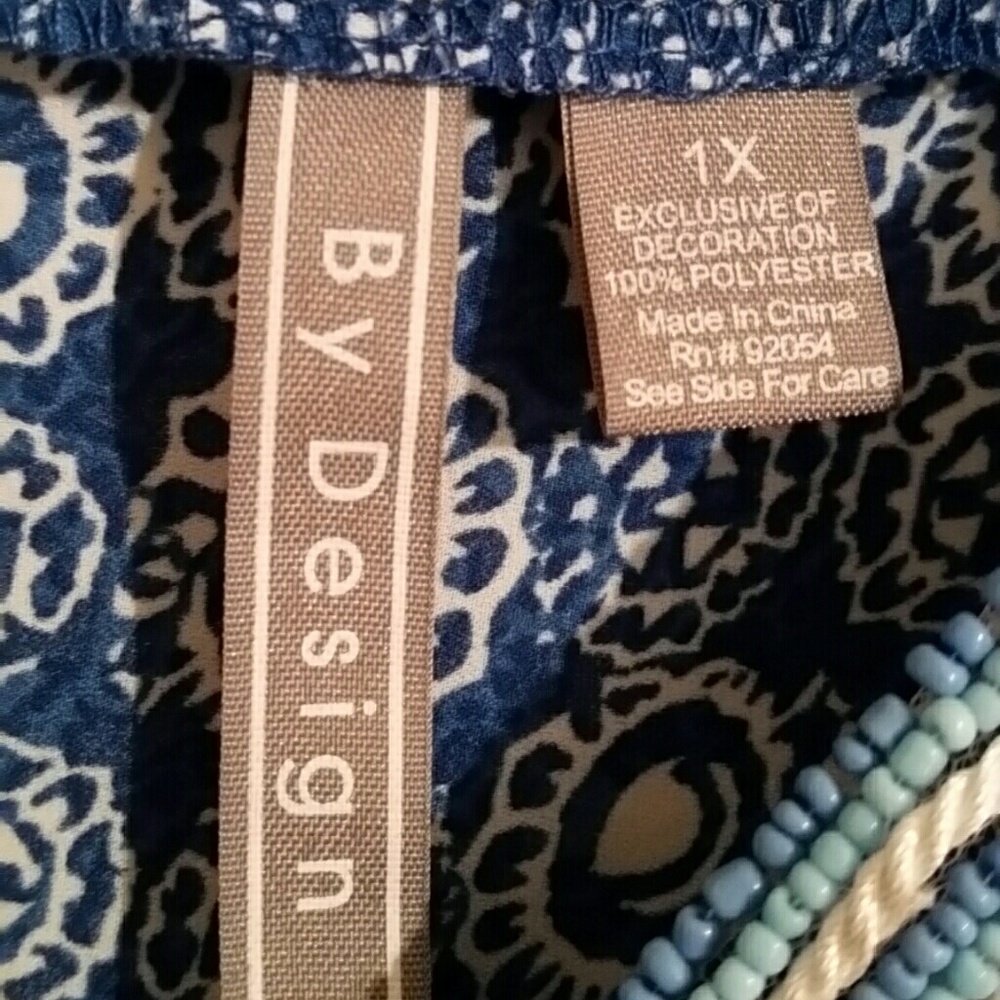 By Design
1X
EXCLUSIVE OF
DECORATION
100% POLYESTER
Made In China
Rn # 92054
See Side For Care